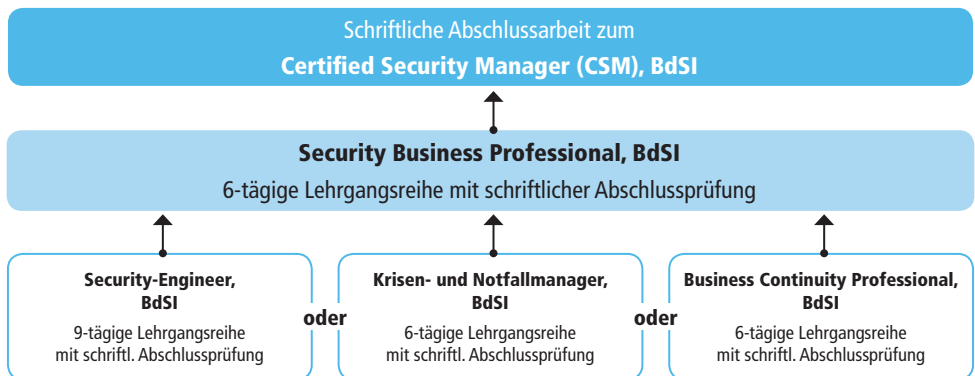 Schriftliche Abschlussarbeit zum
Certified Security Manager (CSM), BdSI
Security Business Professional, BdSI
6-tägige Lehrgangsreihe mit schriftlicher Abschlussprüfung
Security-Engineer,
BdSI
9-tägige Lehrgangsreihe
mit schriftl. Abschlussprüfung
oder
Krisen- und Notfallmanager,
BdSI
6-tägige Lehrgangsreihe
mit schriftl. Abschlussprüfung
oder
Business Continuity Professional,
BdSI
6-tägige Lehrgangsreihe
mit schriftl. Abschlussprüfung